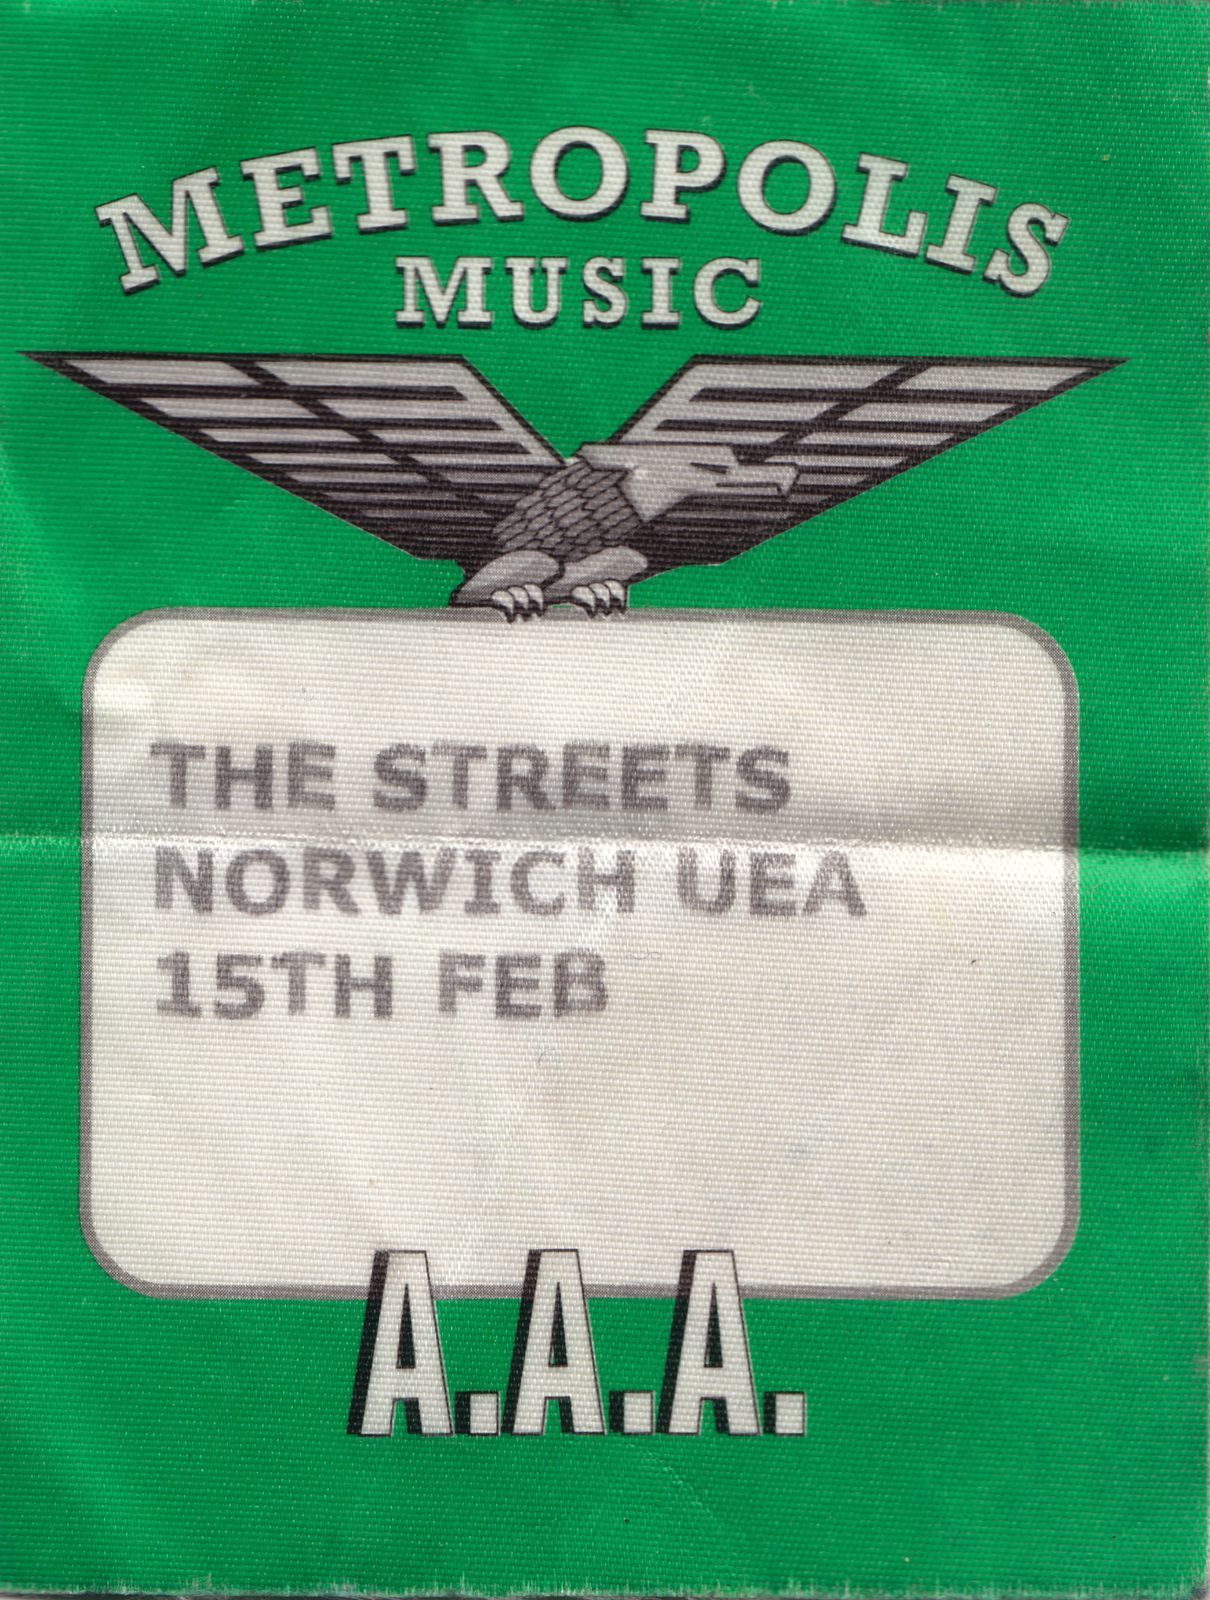 METROPOLIS
MUSIC
THE STREETS
NORWICH UEA
15TH FEB
A.A.A.